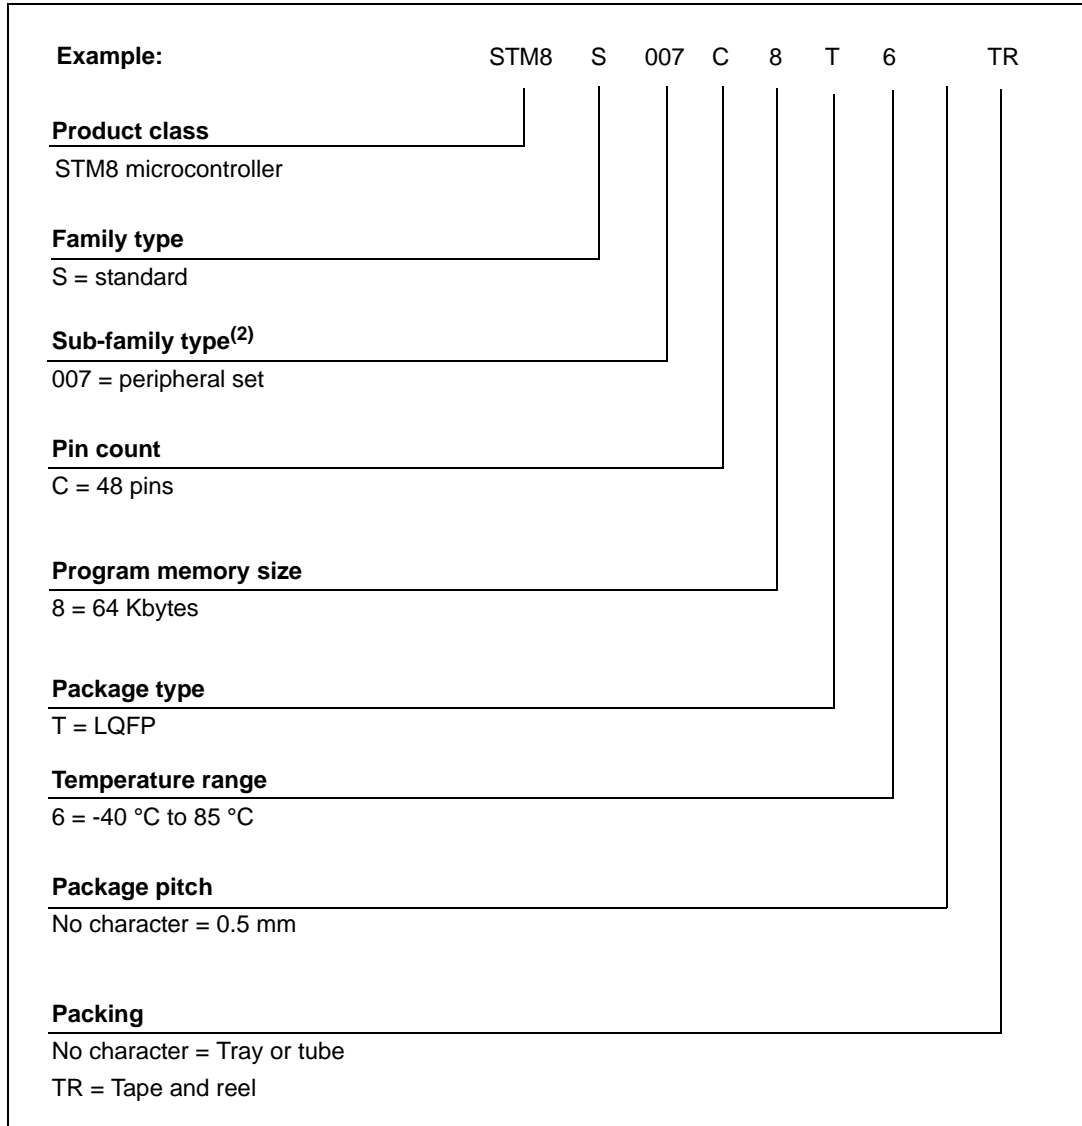 Example: STM8 S 007 C 8 T 6 TR
Product class
STM8 microcontroller
Family type
S = standard
Sub-family type(2)
007 = peripheral set
Pin count
C = 48 pins
Program memory size
8 = 64 Kbytes
Package type
T = LQFP
Temperature range
6 = -40 °C to 85 °C
Package pitch
No character = 0.5 mm
Packing
No character = Tray or tube
TR = Tape and reel